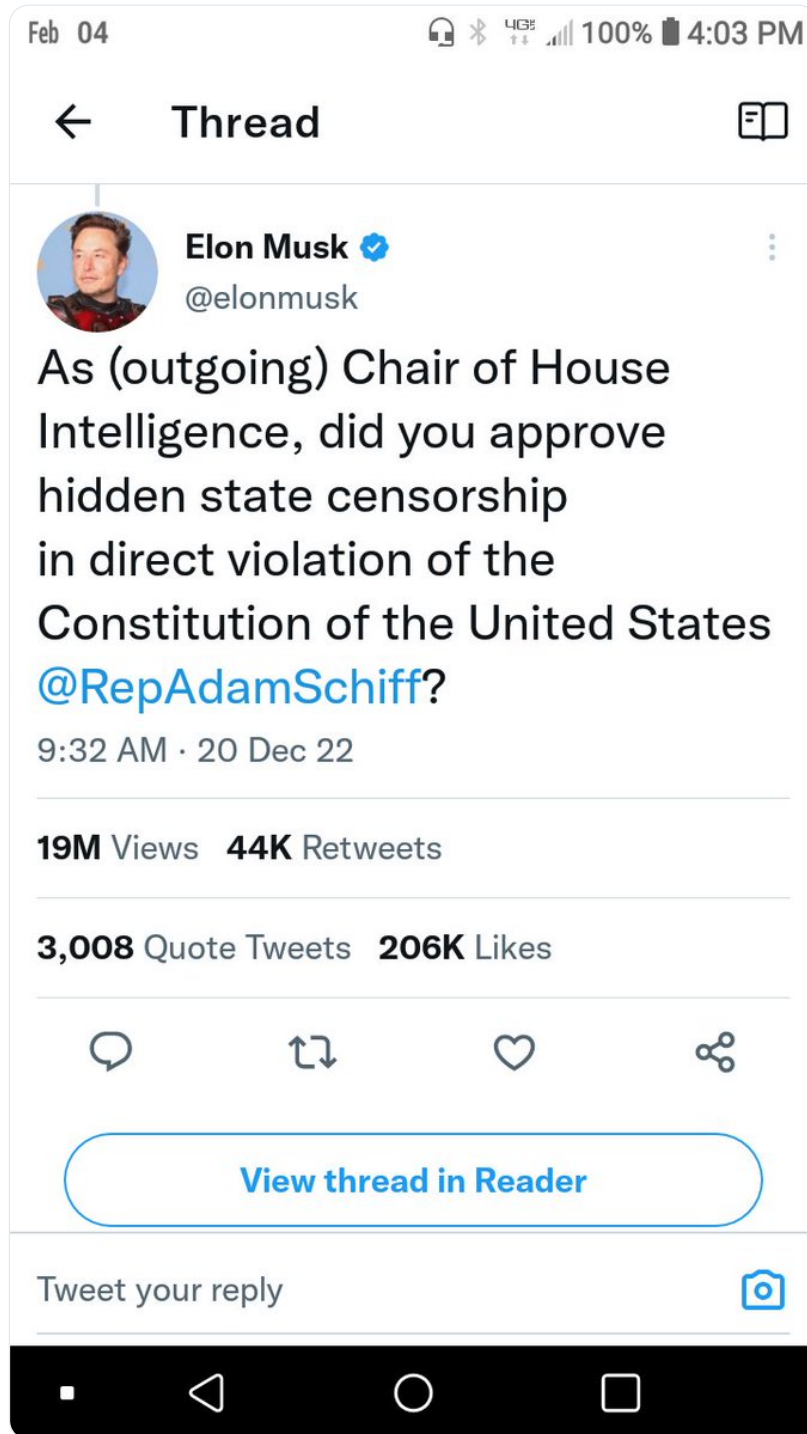 Feb 04 4G 100% 4:03 PM
Thread
Elon Musk
@elonmusk
As (outgoing) Chair of House
Intelligence, did you approve
hidden state censorship
in direct violation of the
Constitution of the United States
@RepAdamSchiff?
9:32 AM · 20 Dec 22
19M Views 44K Retweets
3,008 Quote Tweets 206K Likes
View thread in Reader
Tweet your reply